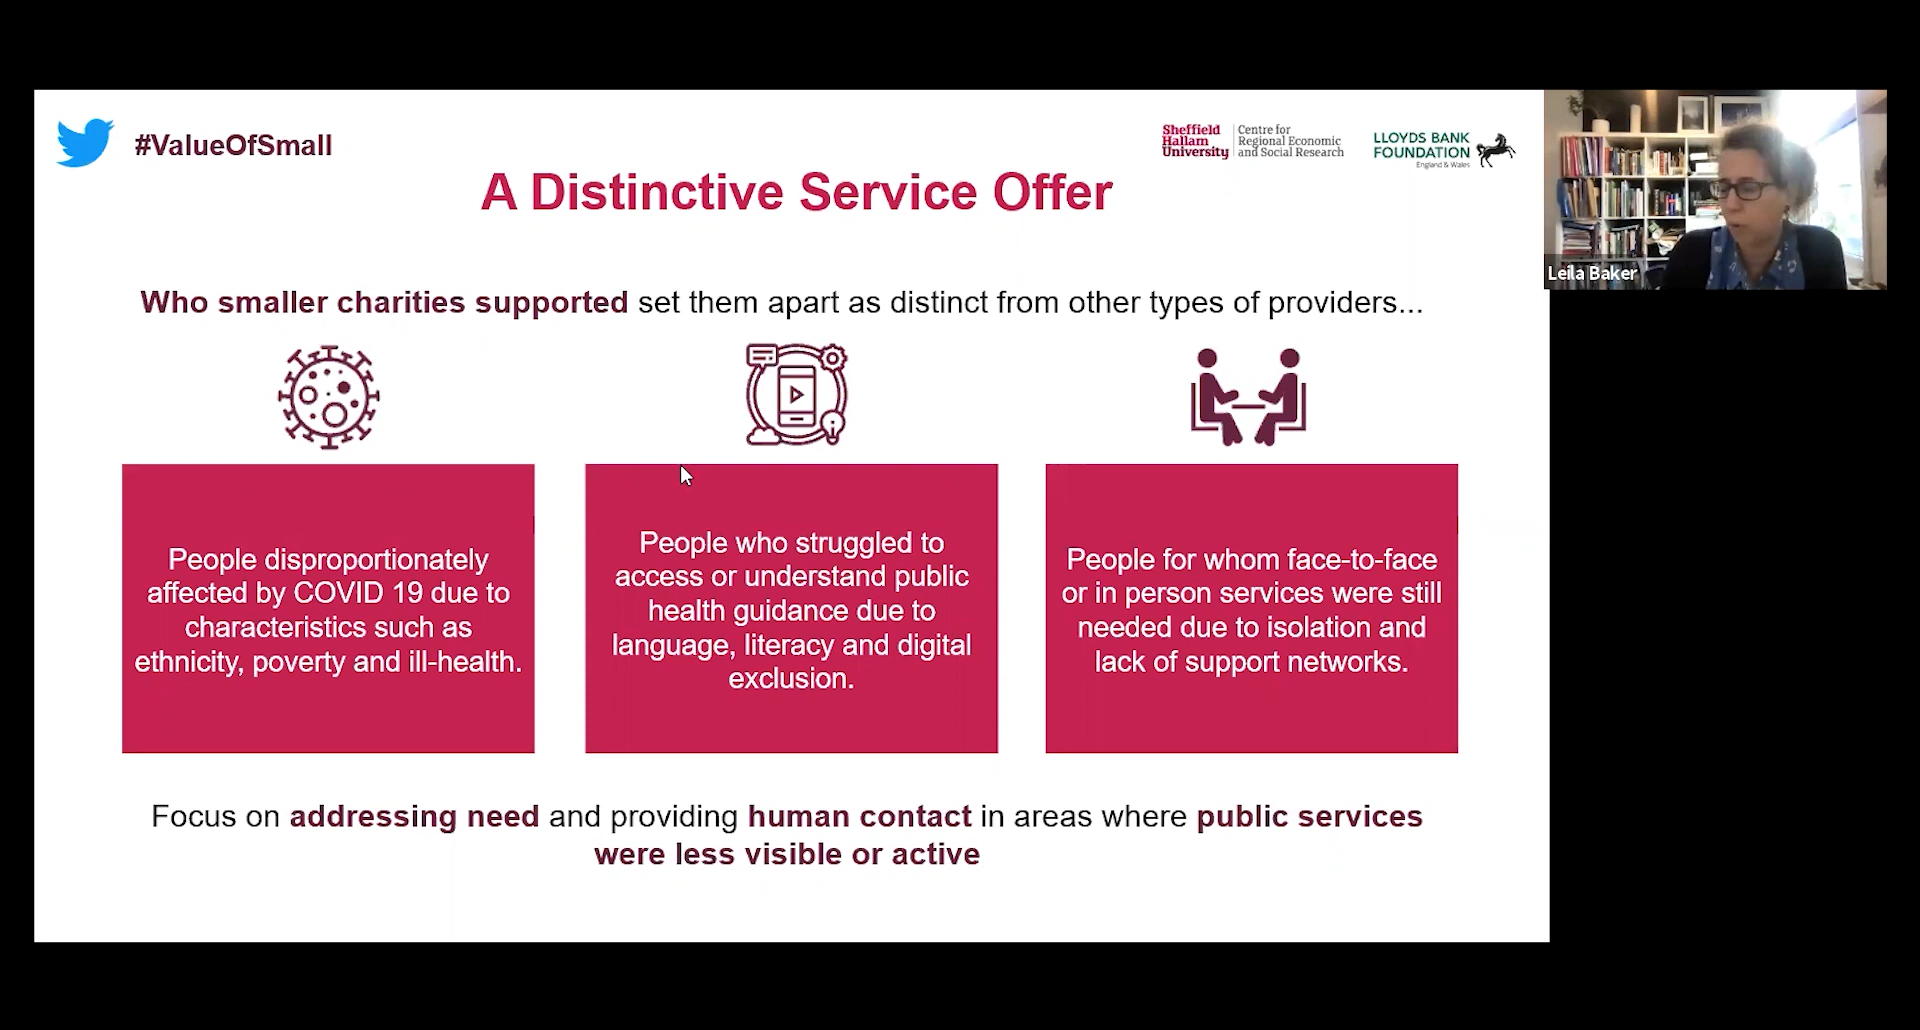 #ValueOfSmall
Sheffield
Hallam
University
Centre for
Regional Economic
and Social Research
LLOYDS BANK
FOUNDATION
England & Wales
A Distinctive Service Offer
Leila Baker
Who smaller charities supported set them apart as distinct from other types of providers...
People disproportionately
affected by COVID 19 due to
characteristics such as
ethnicity, poverty and ill-health.
People who struggled to
access or understand public
health guidance due to
language, literacy and digital
exclusion.
People for whom face-to-face
or in person services were still
needed due to isolation and
lack of support networks.
Focus on addressing need and providing human contact in areas where public services
were less visible or active